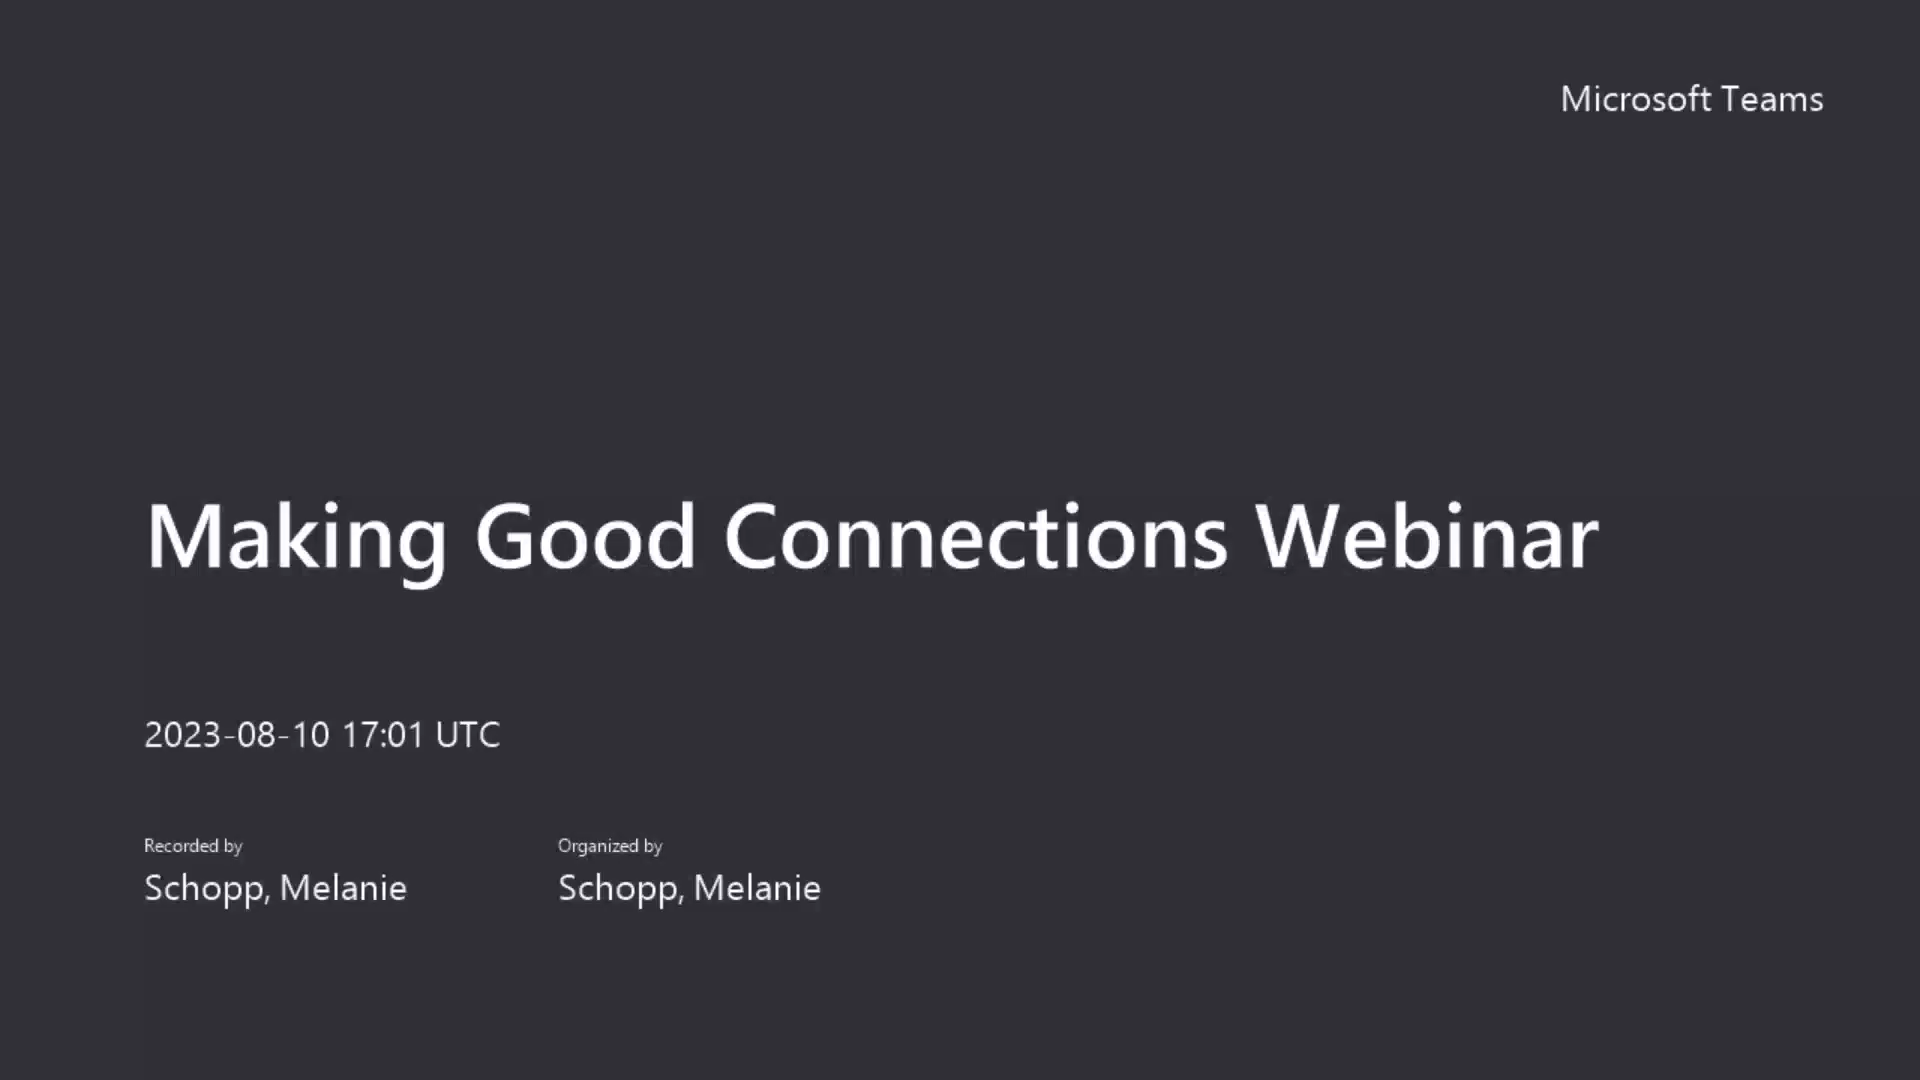 Microsoft Teams
Making Good Connections Webinar
2023-08-10 17:01 UTC
Recorded by
Schopp, Melanie
Organized by
Schopp, Melanie